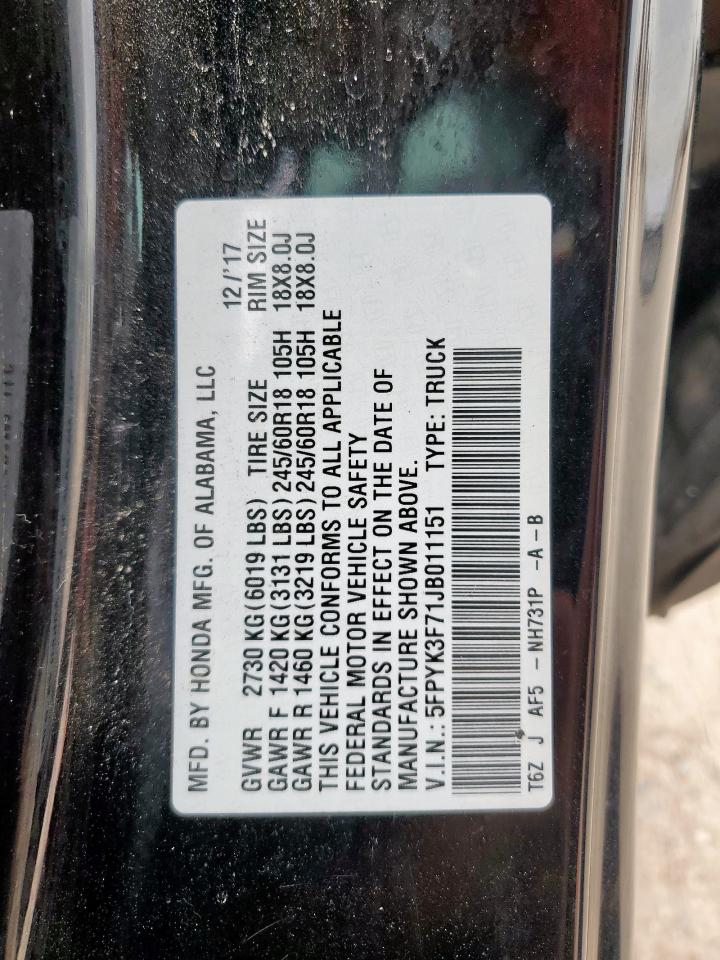 MFD. BY HONDA MFG. OF ALABAMA, LLC 12/'17
GVWR 2730 KG(6019 LBS) TIRE SIZE RIM SIZE
GAWR F 1420 KG(3131 LBS) 245/60R18 105H 18X8.0J
GAWR R 1460 KG(3219 LBS) 245/60R18 105H 18X8.0J
THIS VEHICLE CONFORMS TO ALL APPLICABLE
FEDERAL MOTOR VEHICLE SAFETY
STANDARDS IN EFFECT ON THE DATE OF
MANUFACTURE SHOWN ABOVE.
V.I.N.: 5FPYK3F71JB011151 TYPE: TRUCK
T6Z J AF5 - NH731P -A -B